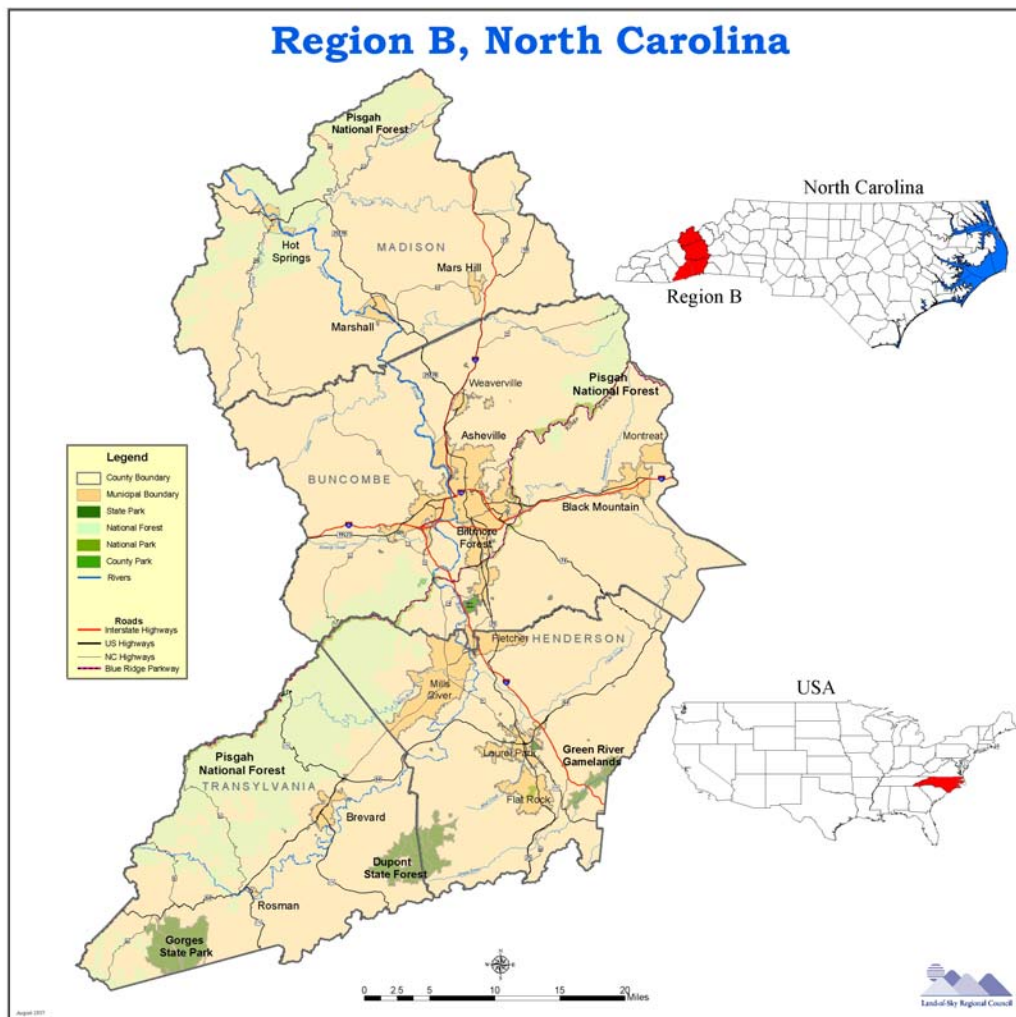 Region B, North Carolina
Pisgah
National Forest
North Carolina
Hot
Springs
MADISON
Mars Hill
Region B
Marshall
Pisgah
National Forest
Weaverville
Asheville
Montreat
Legend
County Boundary
Municipal Boundary
State Park
National Forest
National Park
County Park
Rivers
Roads
Interstate Highways
US Highways
NC Highways
Blue Ridge Parkway
BUNCOMBE
Black Mountain
Biltmore
Forest
Fletcher
HENDERSON
Mills
River
USA
Laurel Park
Green River
Gamelands
Pisgah
National Forest
TRANSYLVANIA
Flat Rock
Brevard
Dupont
State Forest
Rosman
Gorges
State Park
0 2.5 5 10 15 20
Miles
Land-of-Sky Regional Council
August 2007